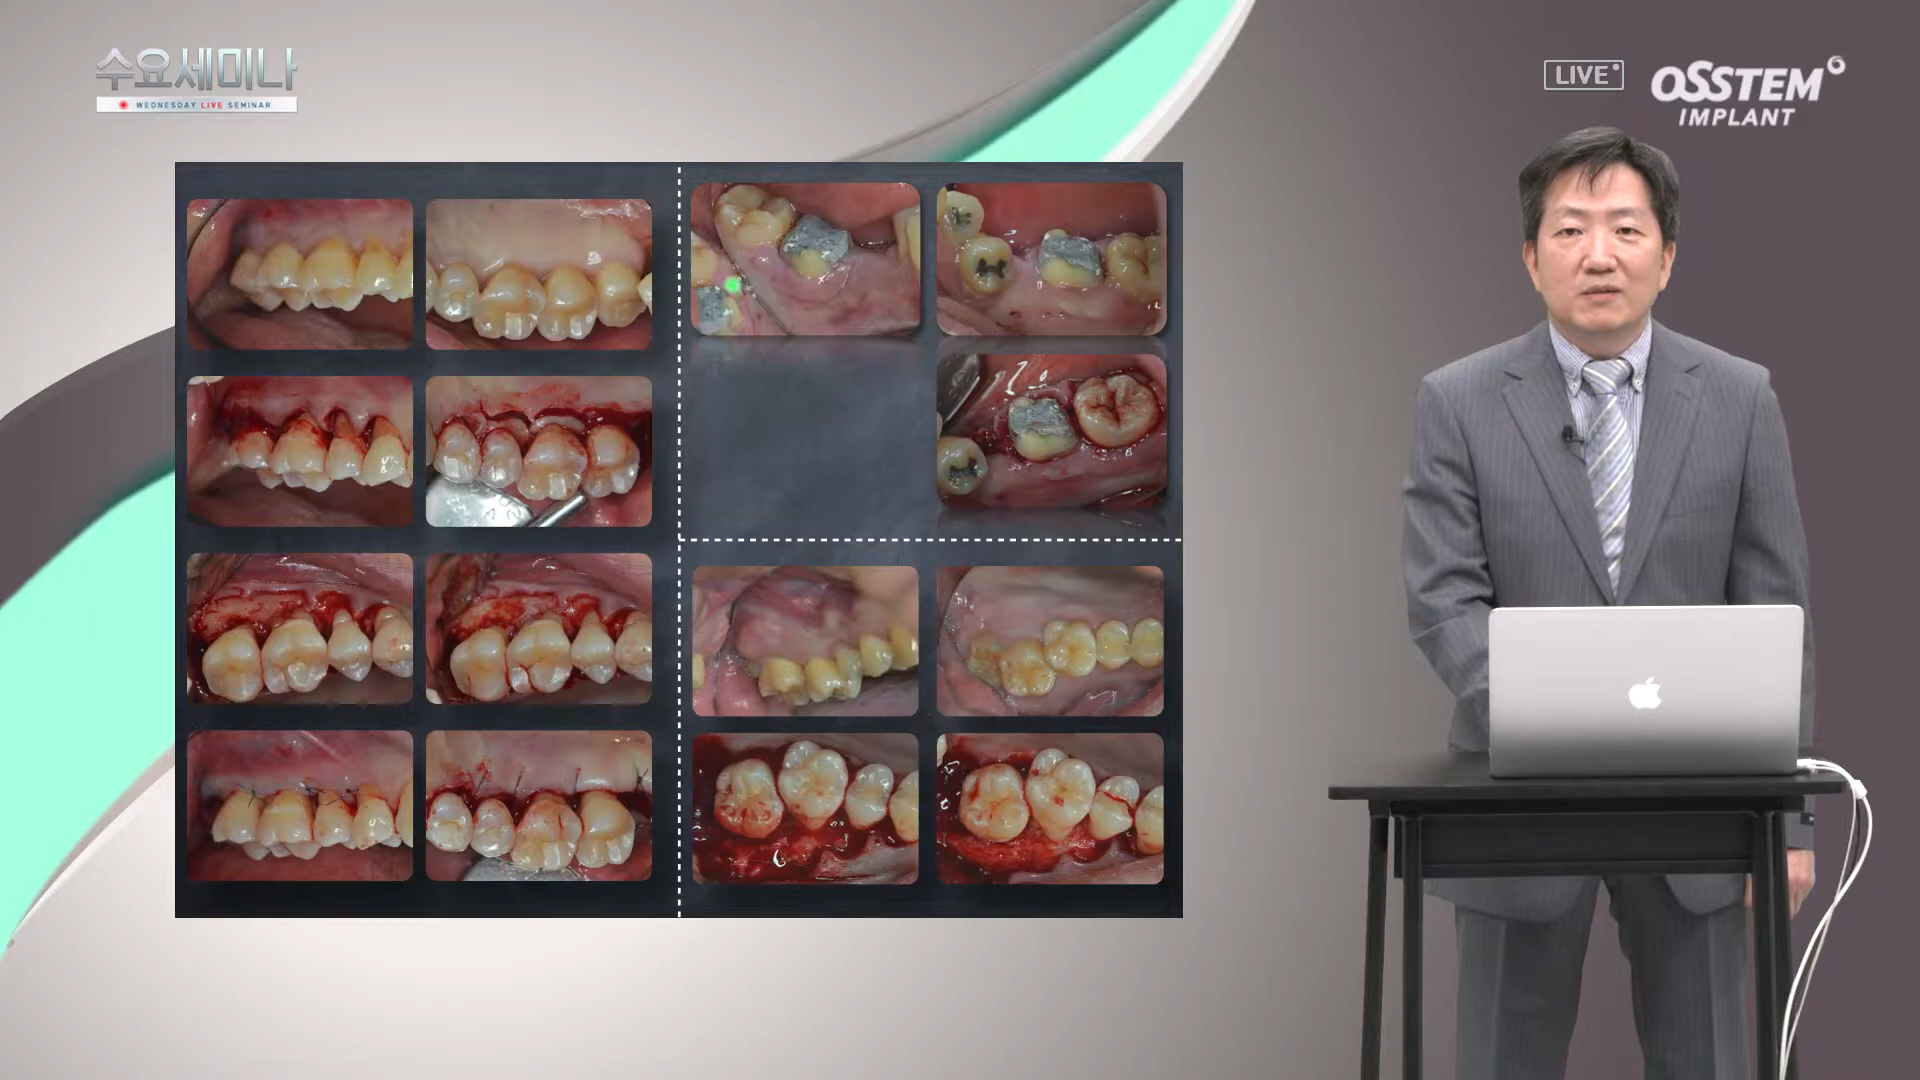 수요세미나
WEDNESDAY LIVE SEMINAR
LIVE
OSSTEM
IMPLANT